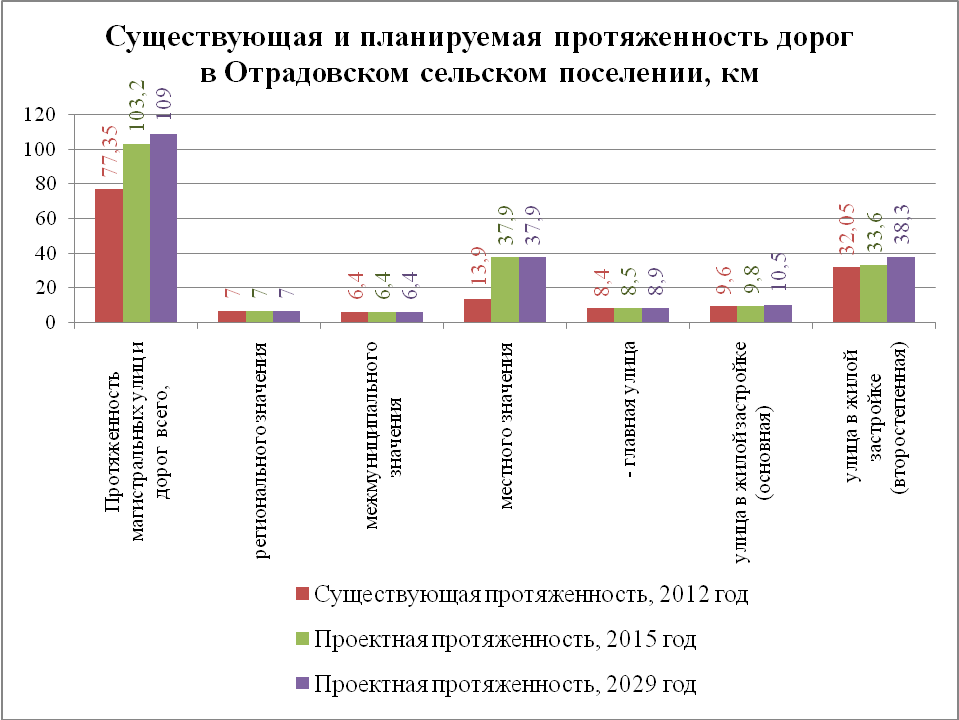 Существующая и планируемая протяженность дорог
в Отрадовском сельском поселении, км
120
100
80
60
40
20
0
77,35
103,2
109
7
7
7
6,4
6,4
6,4
13,9
37,9
37,9
8,4
8,5
8,9
9,6
9,8
10,5
32,05
33,6
38,3
Протяженность
магистральных улиц и
дорог всего,
регионального значения
межмуниципального
значения
местного значения
- главная улица
улица в жилой застройке
(основная)
улица в жилой
застройке
(второстепенная)
Существующая протяженность, 2012 год
Проектная протяженность, 2015 год
Проектная протяженность, 2029 год